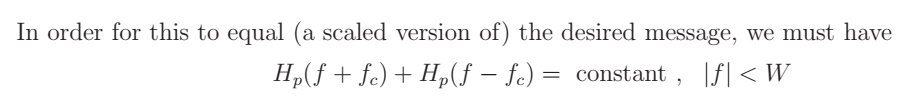 In order for this to equal (a scaled version of) the desired message, we must have
H_p(f + f_c) + H_p(f − f_c) = constant , |f| < W